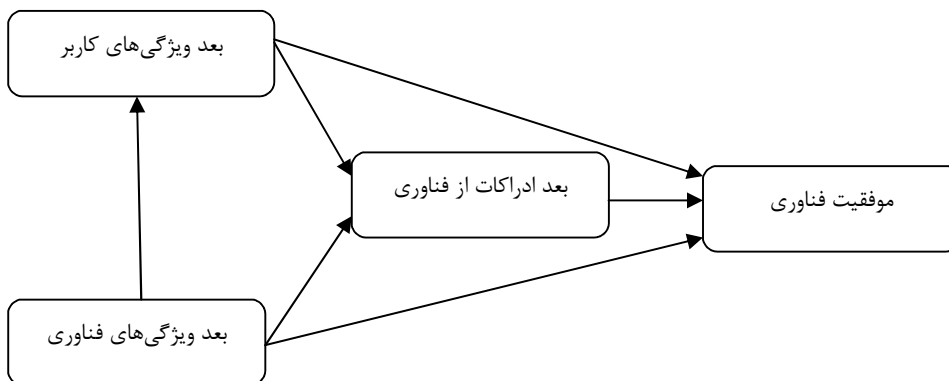 بعد ویژگی‌های کاربر
بعد ادراکات از فناوری
موفقیت فناوری
بعد ویژگی‌های فناوری